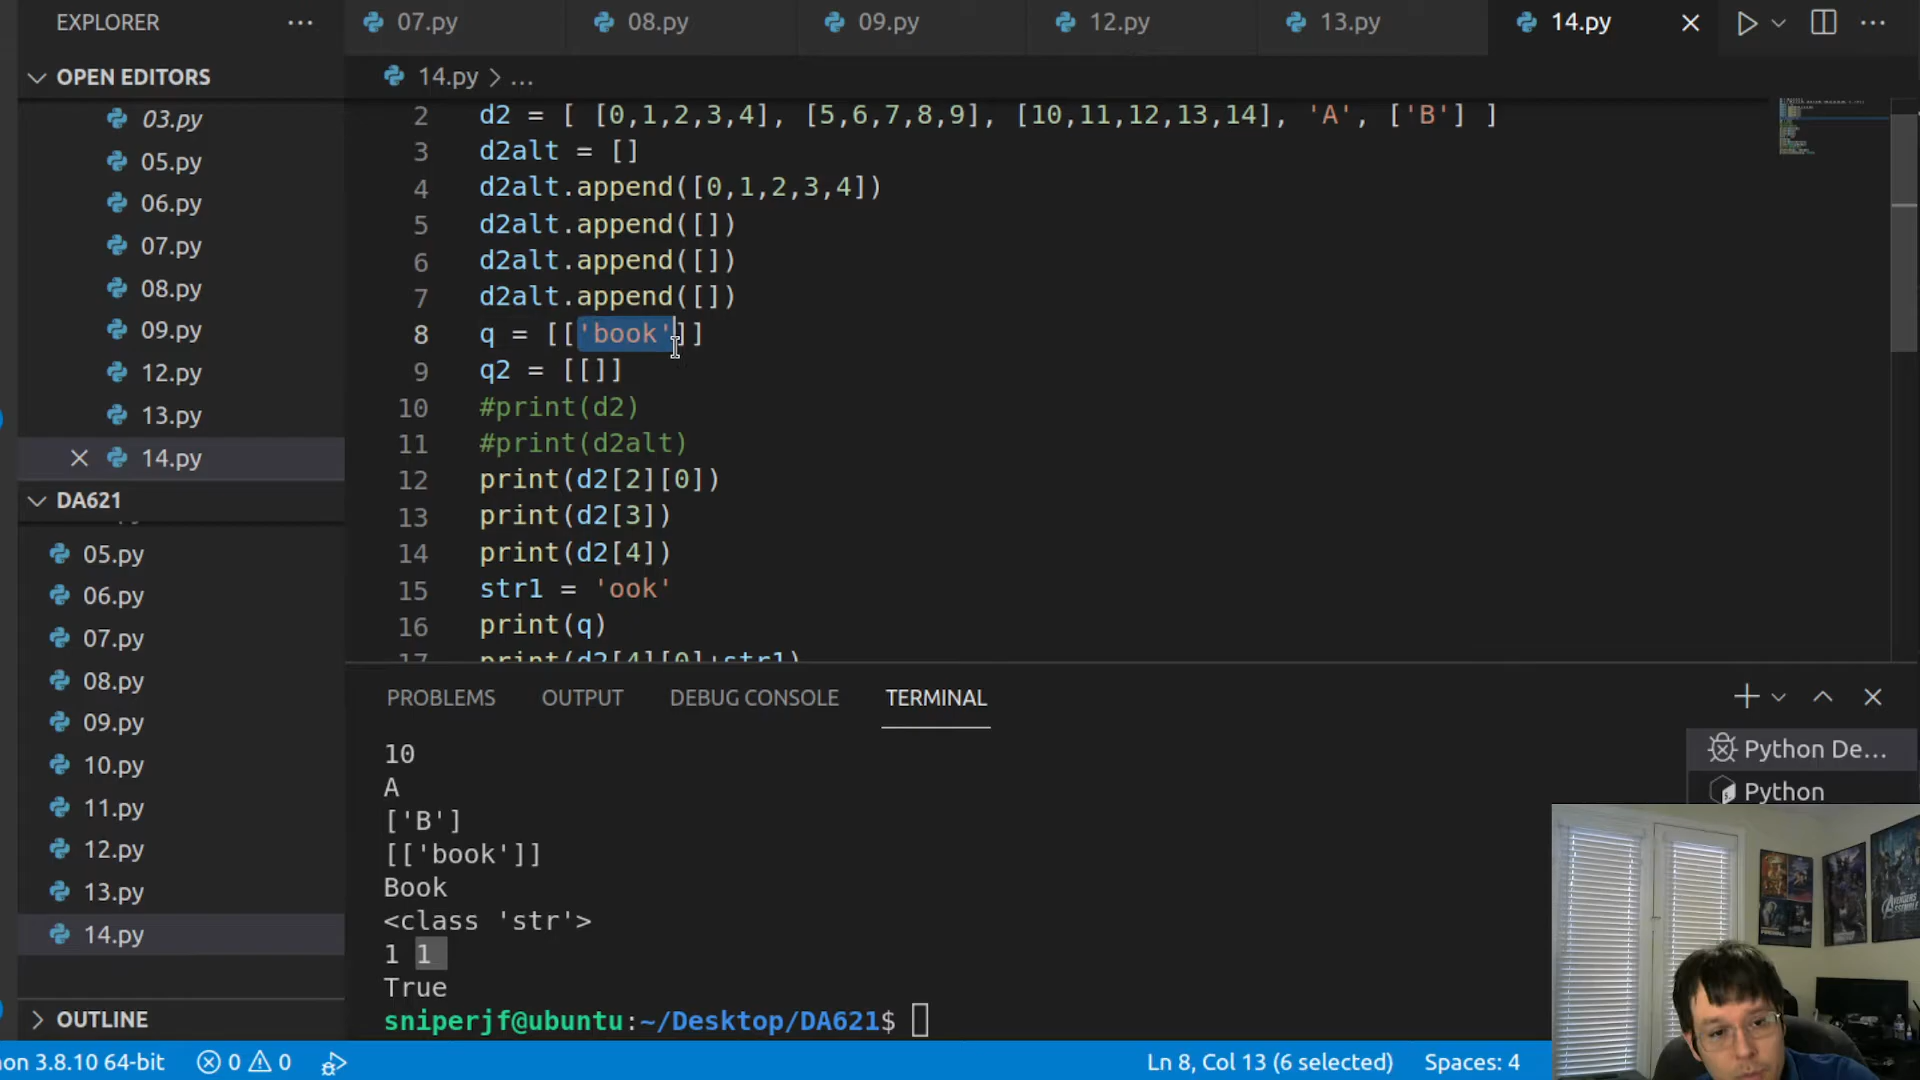 EXPLORER ...
07.py 08.py 09.py 12.py 13.py 14.py
OPEN EDITORS
03.py
05.py
06.py
07.py
08.py
09.py
12.py
13.py
14.py
DA621
05.py
06.py
07.py
08.py
09.py
10.py
11.py
12.py
13.py
14.py
OUTLINE
14.py > ...
2 d2 = [ [0,1,2,3,4], [5,6,7,8,9], [10,11,12,13,14], 'A', ['B'] ]
3 d2alt = []
4 d2alt.append([0,1,2,3,4])
5 d2alt.append([])
6 d2alt.append([])
7 d2alt.append([])
8 q = [['book']]
9 q2 = [[]]
10 #print(d2)
11 #print(d2alt)
12 print(d2[2][0])
13 print(d2[3])
14 print(d2[4])
15 str1 = 'ook'
16 print(q)
17 print(d2[4][0]+str1)
PROBLEMS OUTPUT DEBUG CONSOLE TERMINAL
10
A
['B']
[['book']]
Book
<class 'str'>
1 1
True
sniperjf@ubuntu:~/Desktop/DA621$
Python De...
Python
on 3.8.10 64-bit 0 0
Ln 8, Col 13 (6 selected) Spaces: 4